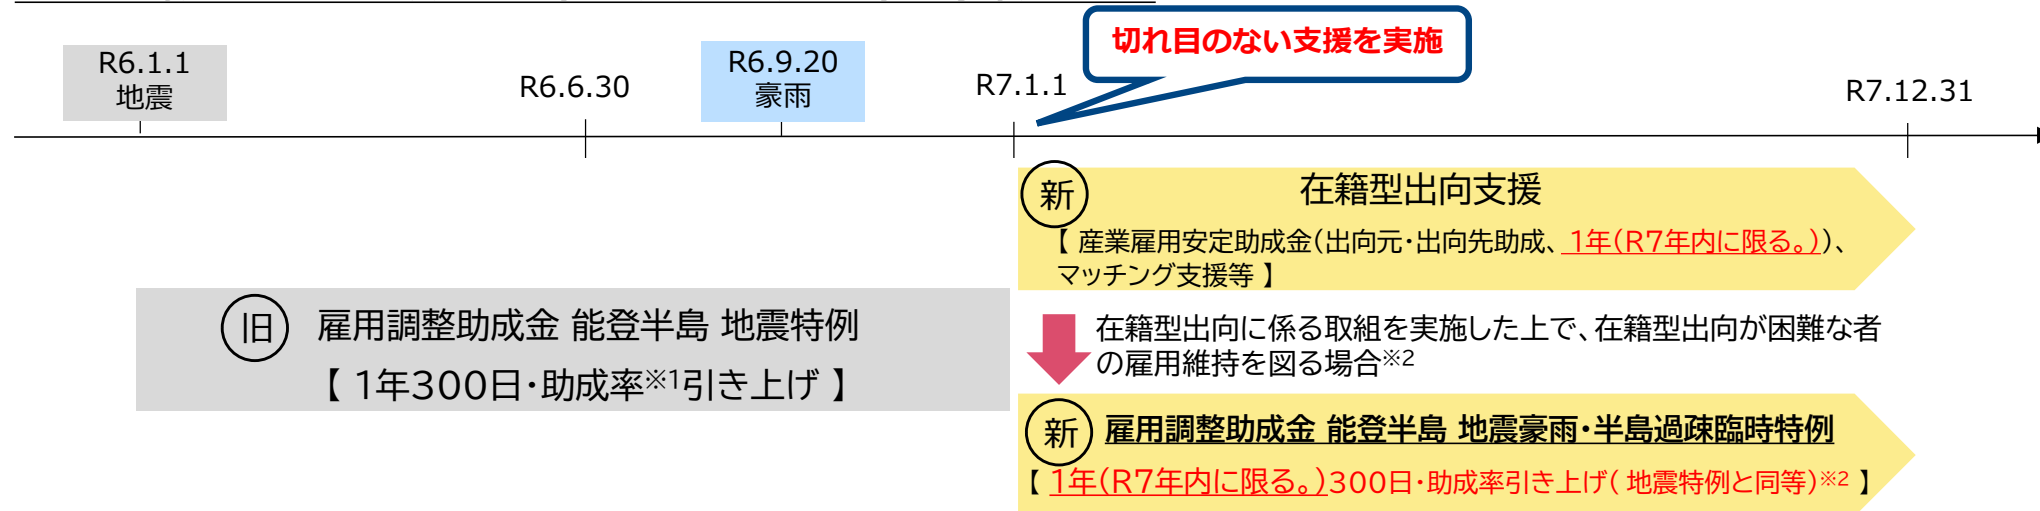 切れ目のない支援を実施
R6.1.1
地震
R6.6.30
R6.9.20
豪雨
R7.1.1
R7.12.31
新
在籍型出向支援
【 産業雇用安定助成金(出向元・出向先助成、 1年(R7年内に限る。))、
マッチング支援等 】
旧
雇用調整助成金 能登半島 地震特例
【 1年300日・助成率※1引き上げ 】
在籍型出向に係る取組を実施した上で、在籍型出向が困難な者
の雇用維持を図る場合※2
新
雇用調整助成金 能登半島 地震豪雨・半島過疎臨時特例
【 1年(R7年内に限る。)300日・助成率引き上げ( 地震特例と同等)※2 】